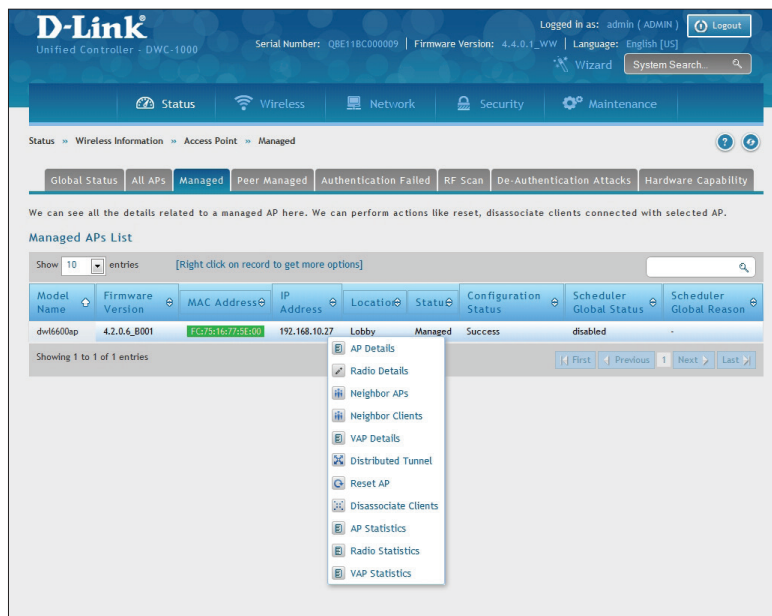 D-Link®
Unified Controller - DWC-1000
Logged in as: admin ( ADMIN )
Logout
Serial Number: QBE11BC000009 | Firmware Version: 4.4.0.1_WW | Language: English [US]
Wizard
System Search...
Status
Wireless
Network
Security
Maintenance
Status » Wireless Information » Access Point » Managed
?
Global Status
All APs
Managed
Peer Managed
Authentication Failed
RF Scan
De-Authentication Attacks
Hardware Capability
We can see all the details related to a managed AP here. We can perform actions like reset, disassociate clients connected with selected AP.
Managed APs List
Show 10 entries
[Right click on record to get more options]
Model Name
Firmware Version
MAC Address
IP Address
Location
Status
Configuration Status
Scheduler Global Status
Scheduler Global Reason
dwl6600ap 4.2.0.6_B001 FC:75:16:77:5E:00 192.168.10.27 Lobby Managed Success disabled -
Showing 1 to 1 of 1 entries
First
Previous
1
Next
Last
AP Details
Radio Details
Neighbor APs
Neighbor Clients
VAP Details
Distributed Tunnel
Reset AP
Disassociate Clients
AP Statistics
Radio Statistics
VAP Statistics